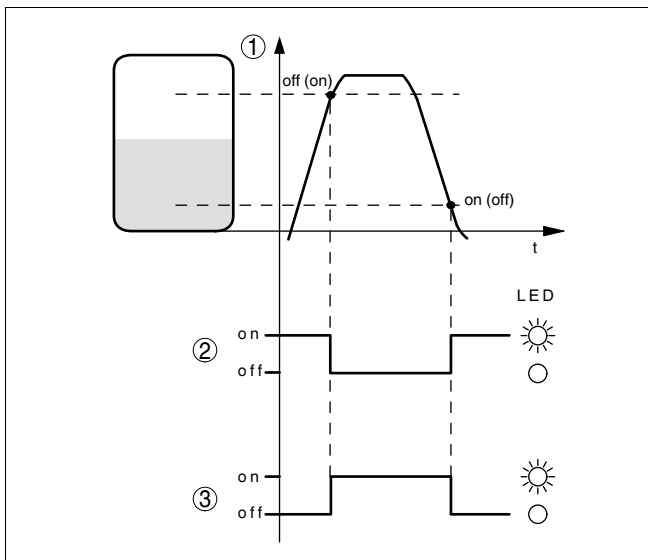 ①
off (on)
on (off)
t
LED
②
on
off
③
on
off